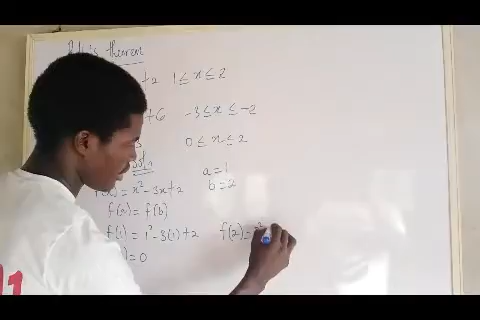 theorem
+2 1 ≤ x ≤ 2
+6 -3 ≤ x ≤ -2
0 ≤ x ≤ 2
a = 1
= x² - 3x + 2
b = 2
f(a) = f(b)
f(1) = 1² - 3(1) + 2 f(2) =
= 0